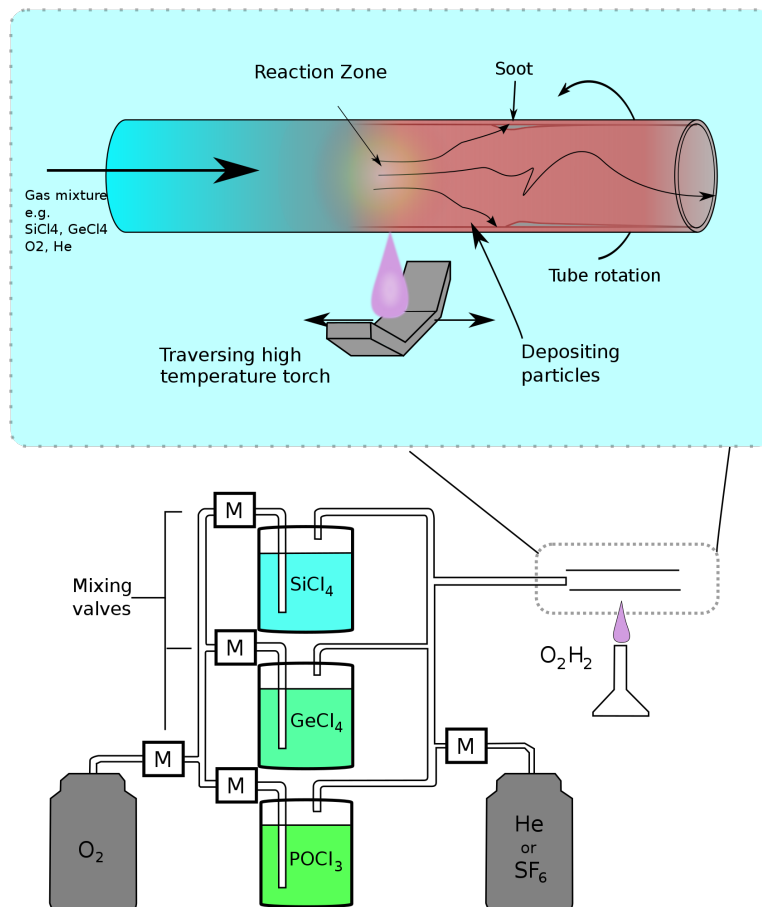 Reaction Zone
Soot
Gas mixture
e.g.
SiCl4, GeCl4
O2, He
Tube rotation
Traversing high
temperature torch
Depositing
particles
M
SiCl₄
Mixing
valves
M
O₂H₂
GeCl₄
M
M
M
O₂
POCl₃
He
or
SF₆